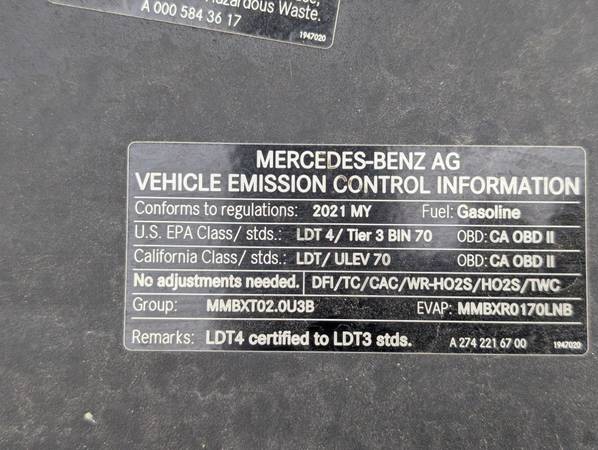 Hazardous Waste.
A 000 584 36 17
1947020
MERCEDES-BENZ AG
VEHICLE EMISSION CONTROL INFORMATION
Conforms to regulations: 2021 MY Fuel: Gasoline
U.S. EPA Class/ stds.: LDT 4/ Tier 3 BIN 70 OBD: CA OBD II
California Class/ stds.: LDT/ ULEV 70 OBD: CA OBD II
No adjustments needed. DFI/TC/CAC/WR-HO2S/HO2S/TWC
Group: MMBXT02.0U3B EVAP: MMBXR0170LNB
Remarks: LDT4 certified to LDT3 stds. A 274 221 67 00 1947020